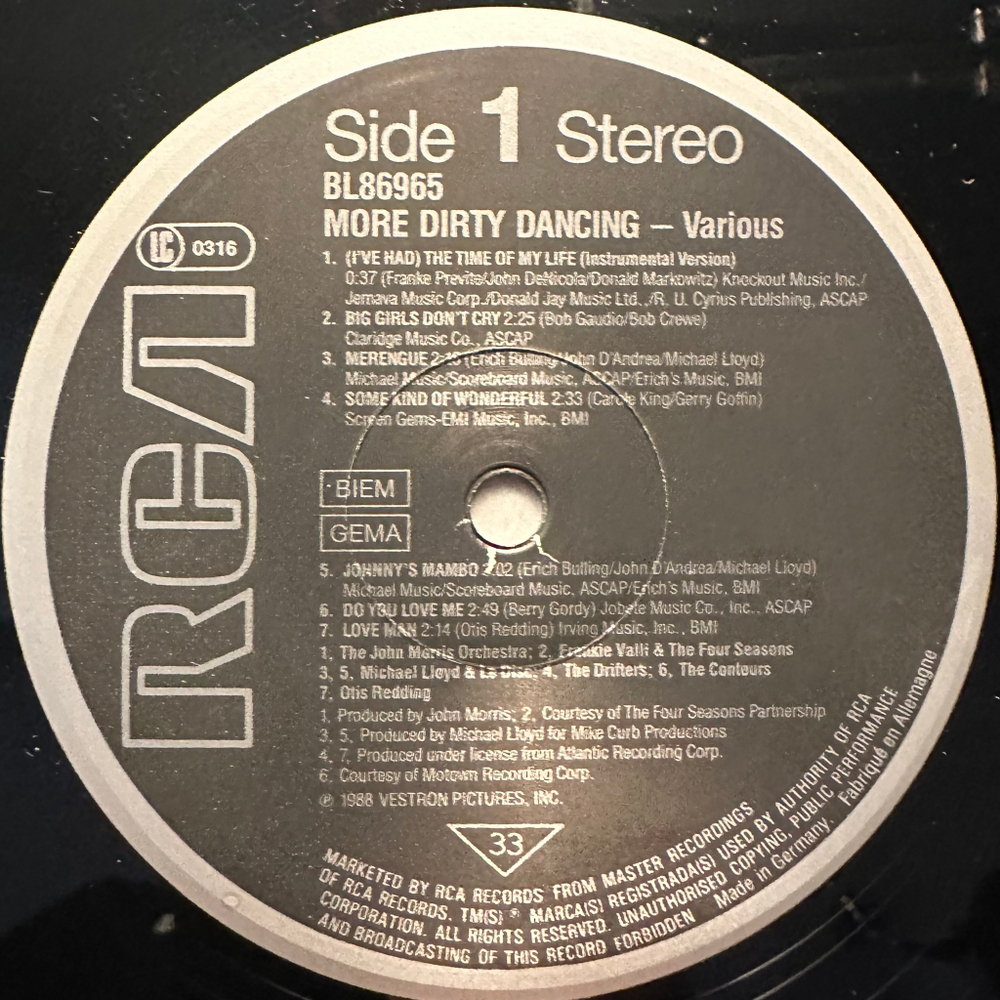 Side 1 Stereo
BL86965
MORE DIRTY DANCING — Various
LC 0316
RCA
1. (I'VE HAD) THE TIME OF MY LIFE (Instrumental Version)
0:37 (Franke Previte/John DeNicola/Donald Markowitz) Knockout Music Inc./
Jemava Music Corp./Donald Jay Music Ltd../R. U. Cyrius Publishing, ASCAP
2. BIG GIRLS DON'T CRY 2:25 (Bob Gaudio/Bob Crewe)
Claridge Music Co., ASCAP
3. MERENGUE (Erich Bulling/John D'Andrea/Michael Lloyd)
Michael Music/Scoreboard Music, ASCAP/Erich's Music, BMI
4. SOME KIND OF WONDERFUL 2:33 (Carole King/Gerry Goffin)
Screen Gems-EMI Music, Inc., BMI
BIEM
GEMA
5. JOHNNY'S MAMBO (Erich Bulling/John D'Andrea/Michael Lloyd)
Michael Music/Scoreboard Music, ASCAP/Erich's Music, BMI
6. DO YOU LOVE ME 2:49 (Berry Gordy) Jobete Music Co., Inc., ASCAP
7. LOVE MAN 2:14 (Otis Redding) Irving Music, Inc., BMI
1, The John Morris Orchestra; 2, Frankie Valli & The Four Seasons
3, 5, Michael Lloyd & Le Disc; 4, The Drifters; 6, The Contours
7, Otis Redding
1, Produced by John Morris; 2, Courtesy of The Four Seasons Partnership
3, 5, Produced by Michael Lloyd for Mike Curb Productions
4, 7, Produced under license from Atlantic Recording Corp.
6, Courtesy of Motown Recording Corp.
℗ 1988 VESTRON PICTURES, INC.
33
MARKETED BY RCA RECORDS FROM MASTER RECORDINGS
OF RCA RECORDS. TM(S) ® MARCA(S) REGISTRADA(S) USED BY AUTHORITY OF RCA
CORPORATION. ALL RIGHTS RESERVED. UNAUTHORISED COPYING, PUBLIC PERFORMANCE
AND BROADCASTING OF THIS RECORD FORBIDDEN Made in Germany. Fabriqué en Allemagne